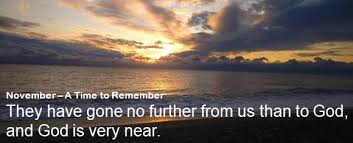 November – A Time to Remember
They have gone no further from us than to God,
and God is very near.